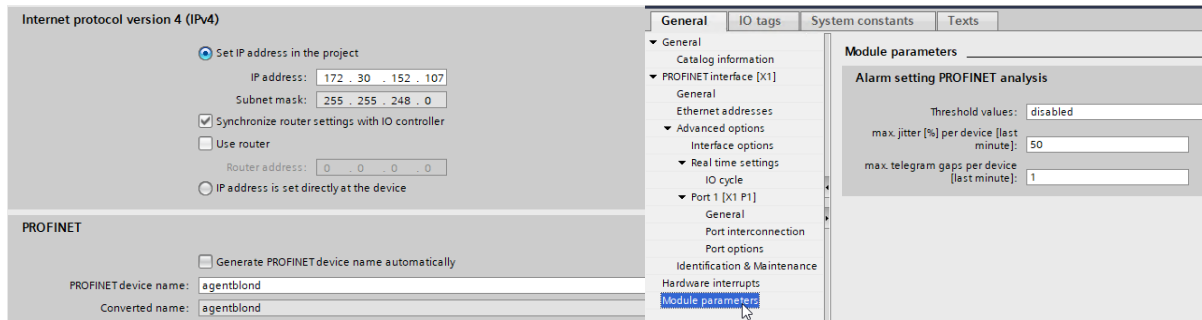 Internet protocol version 4 (IPv4)
Set IP address in the project
IP address: 172 . 30 . 152 . 107
Subnet mask: 255 . 255 . 248 . 0
Synchronize router settings with IO controller
Use router
Router address: 0 . 0 . 0 . 0
IP address is set directly at the device
PROFINET
Generate PROFINET device name automatically
PROFINET device name: agentblond
Converted name: agentblond
General IO tags System constants Texts
General
Catalog information
PROFINET interface [X1]
General
Ethernet addresses
Advanced options
Interface options
Real time settings
IO cycle
Port 1 [X1 P1]
General
Port interconnection
Port options
Identification & Maintenance
Hardware interrupts
Module parameters
Module parameters
Alarm setting PROFINET analysis
Threshold values: disabled
max. jitter [%] per device [last
minute]: 50
max. telegram gaps per device
[last minute]: 1